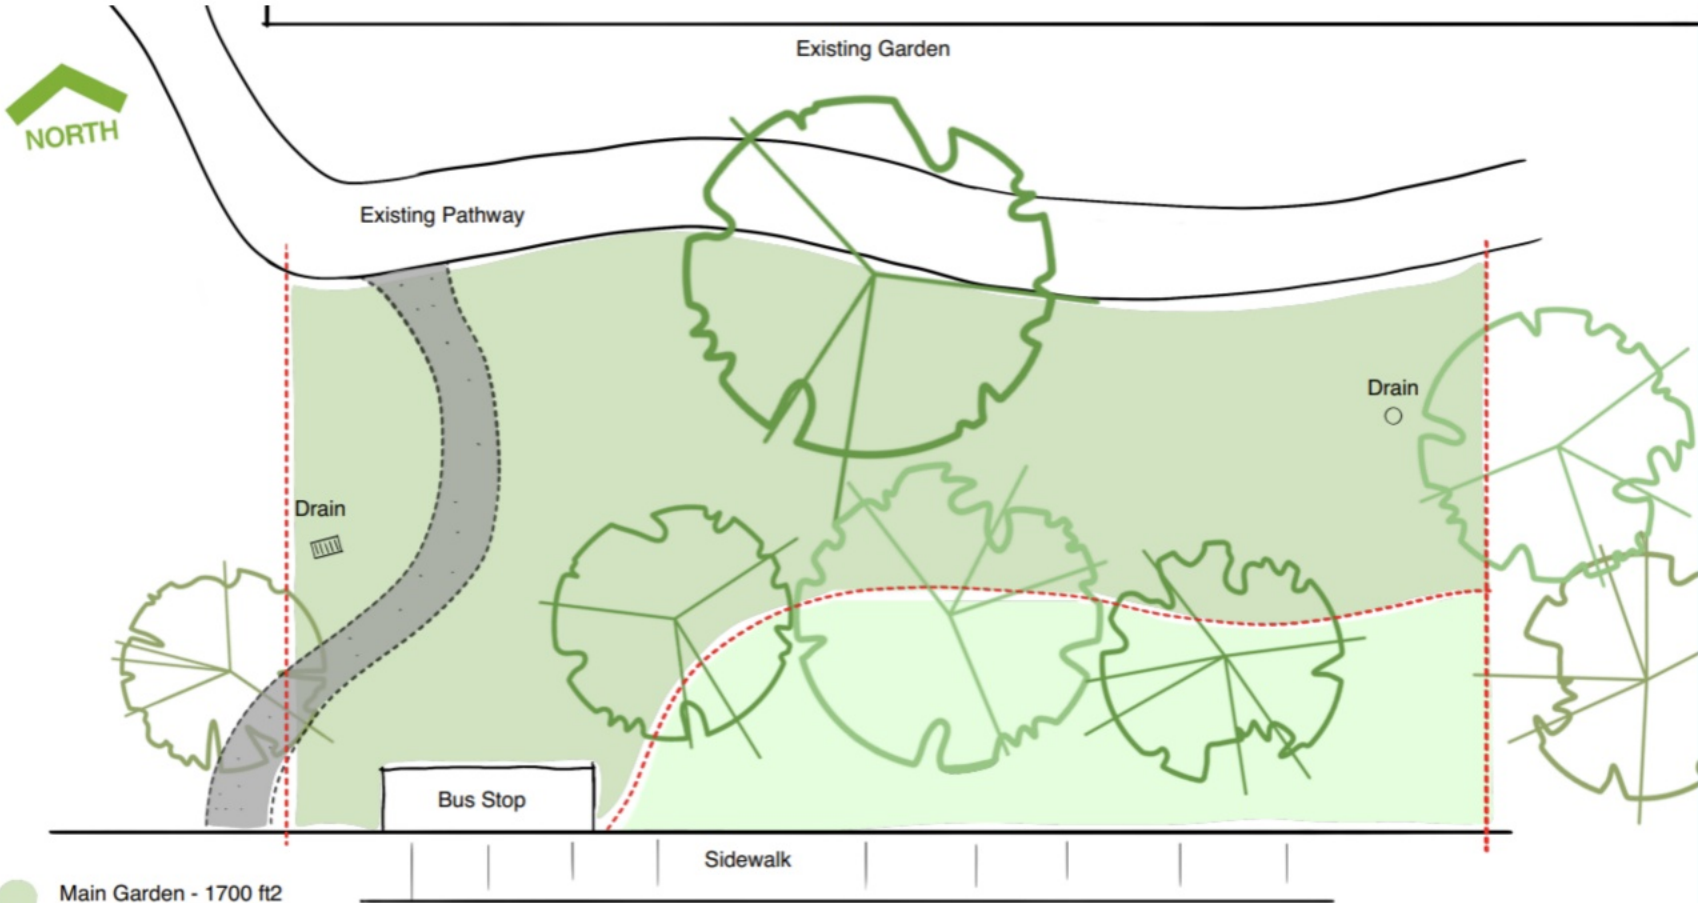 Existing Garden
NORTH
Existing Pathway
Drain
Drain
Bus Stop
Sidewalk
Main Garden - 1700 ft2